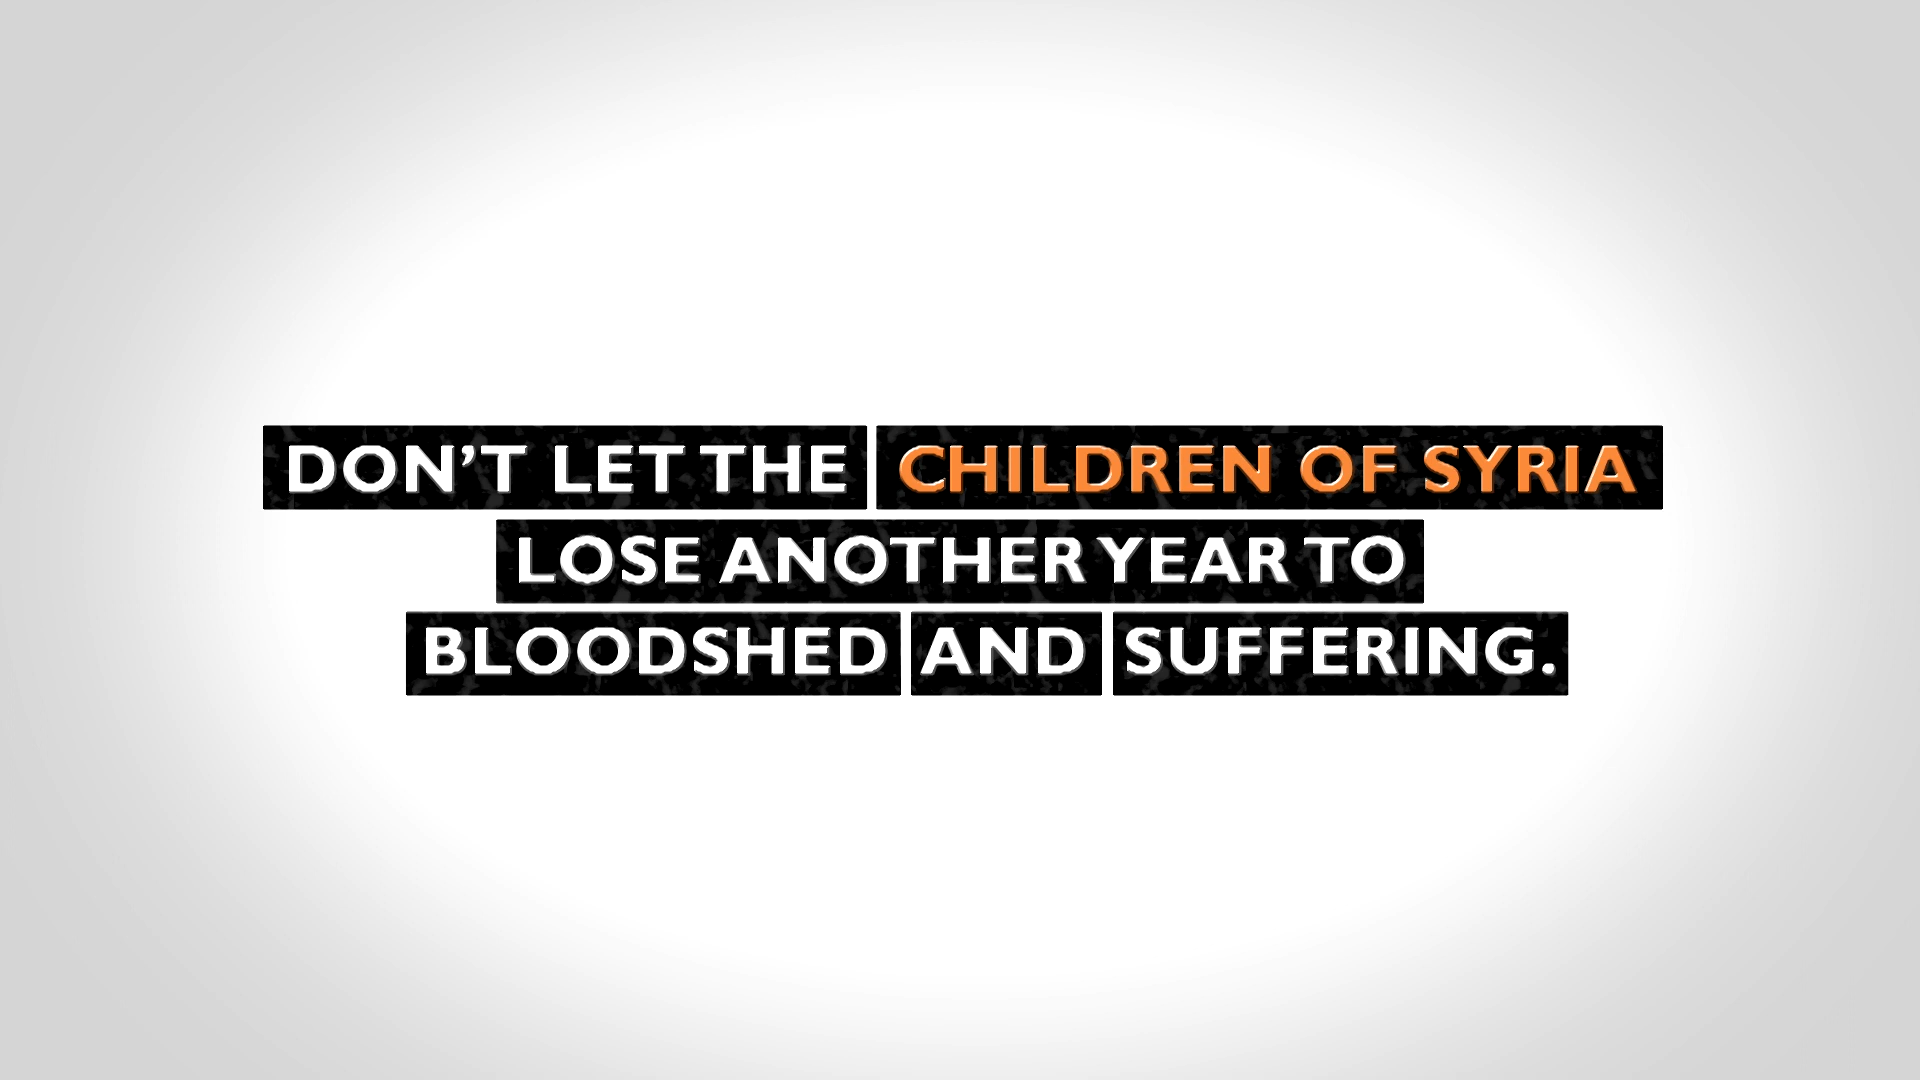 DON'T LET THE CHILDREN OF SYRIA
LOSE ANOTHER YEAR TO
BLOODSHED AND SUFFERING.